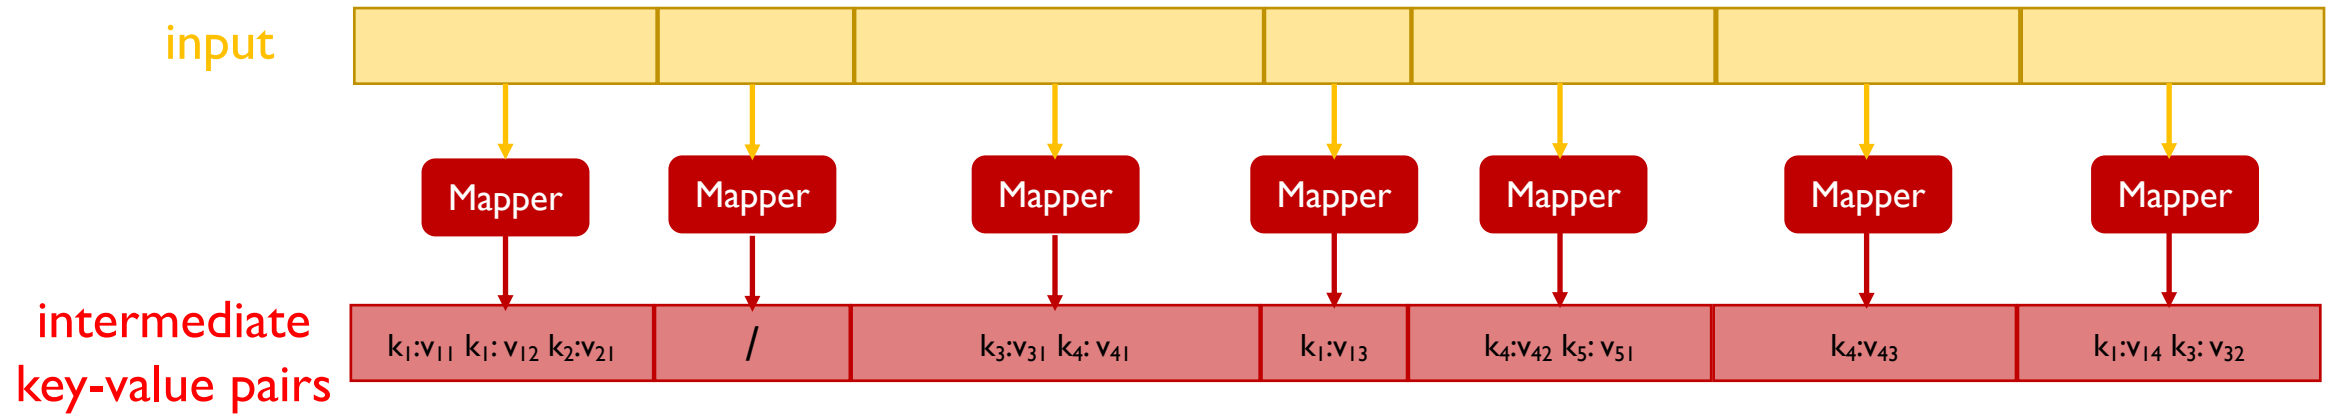 input
Mapper Mapper Mapper Mapper Mapper Mapper Mapper
intermediate
key-value pairs
k₁:v₁₁ k₁: v₁₂ k₂:v₂₁ / k₃:v₃₁ k₄: v₄₁ k₁:v₁₃ k₄:v₄₂ k₅: v₅₁ k₄:v₄₃ k₁:v₁₄ k₃: v₃₂